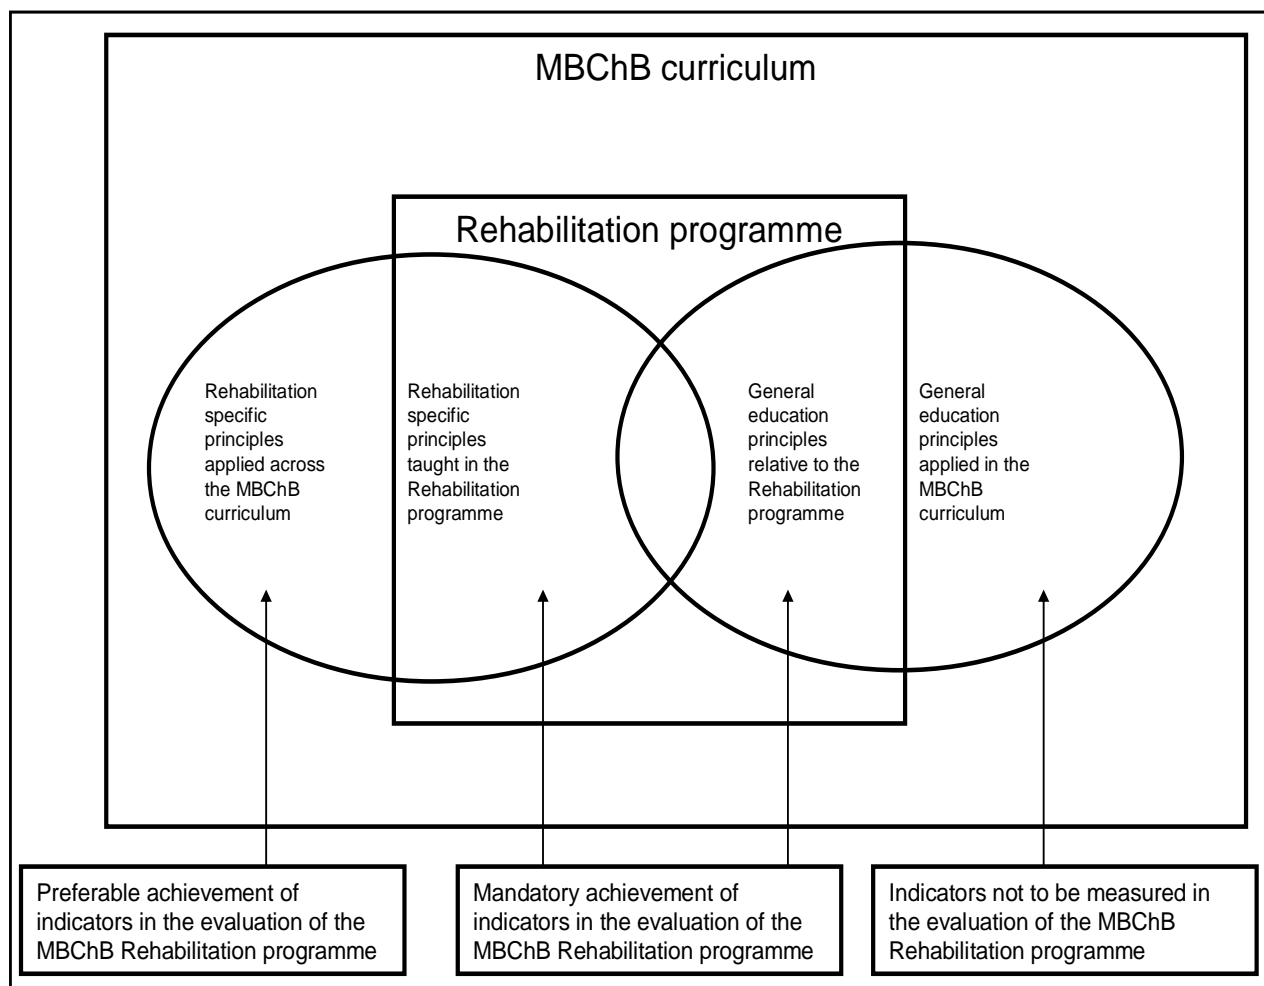 MBChB curriculum
Rehabilitation programme
Rehabilitation
specific
principles
applied across
the MBChB
curriculum
Rehabilitation
specific
principles
taught in the
Rehabilitation
programme
General
education
principles
relative to the
Rehabilitation
programme
General
education
principles
applied in the
MBChB
curriculum
Preferable achievement of
indicators in the evaluation of the
MBChB Rehabilitation programme
Mandatory achievement of
indicators in the evaluation of the
MBChB Rehabilitation programme
Indicators not to be measured in
the evaluation of the MBChB
Rehabilitation programme